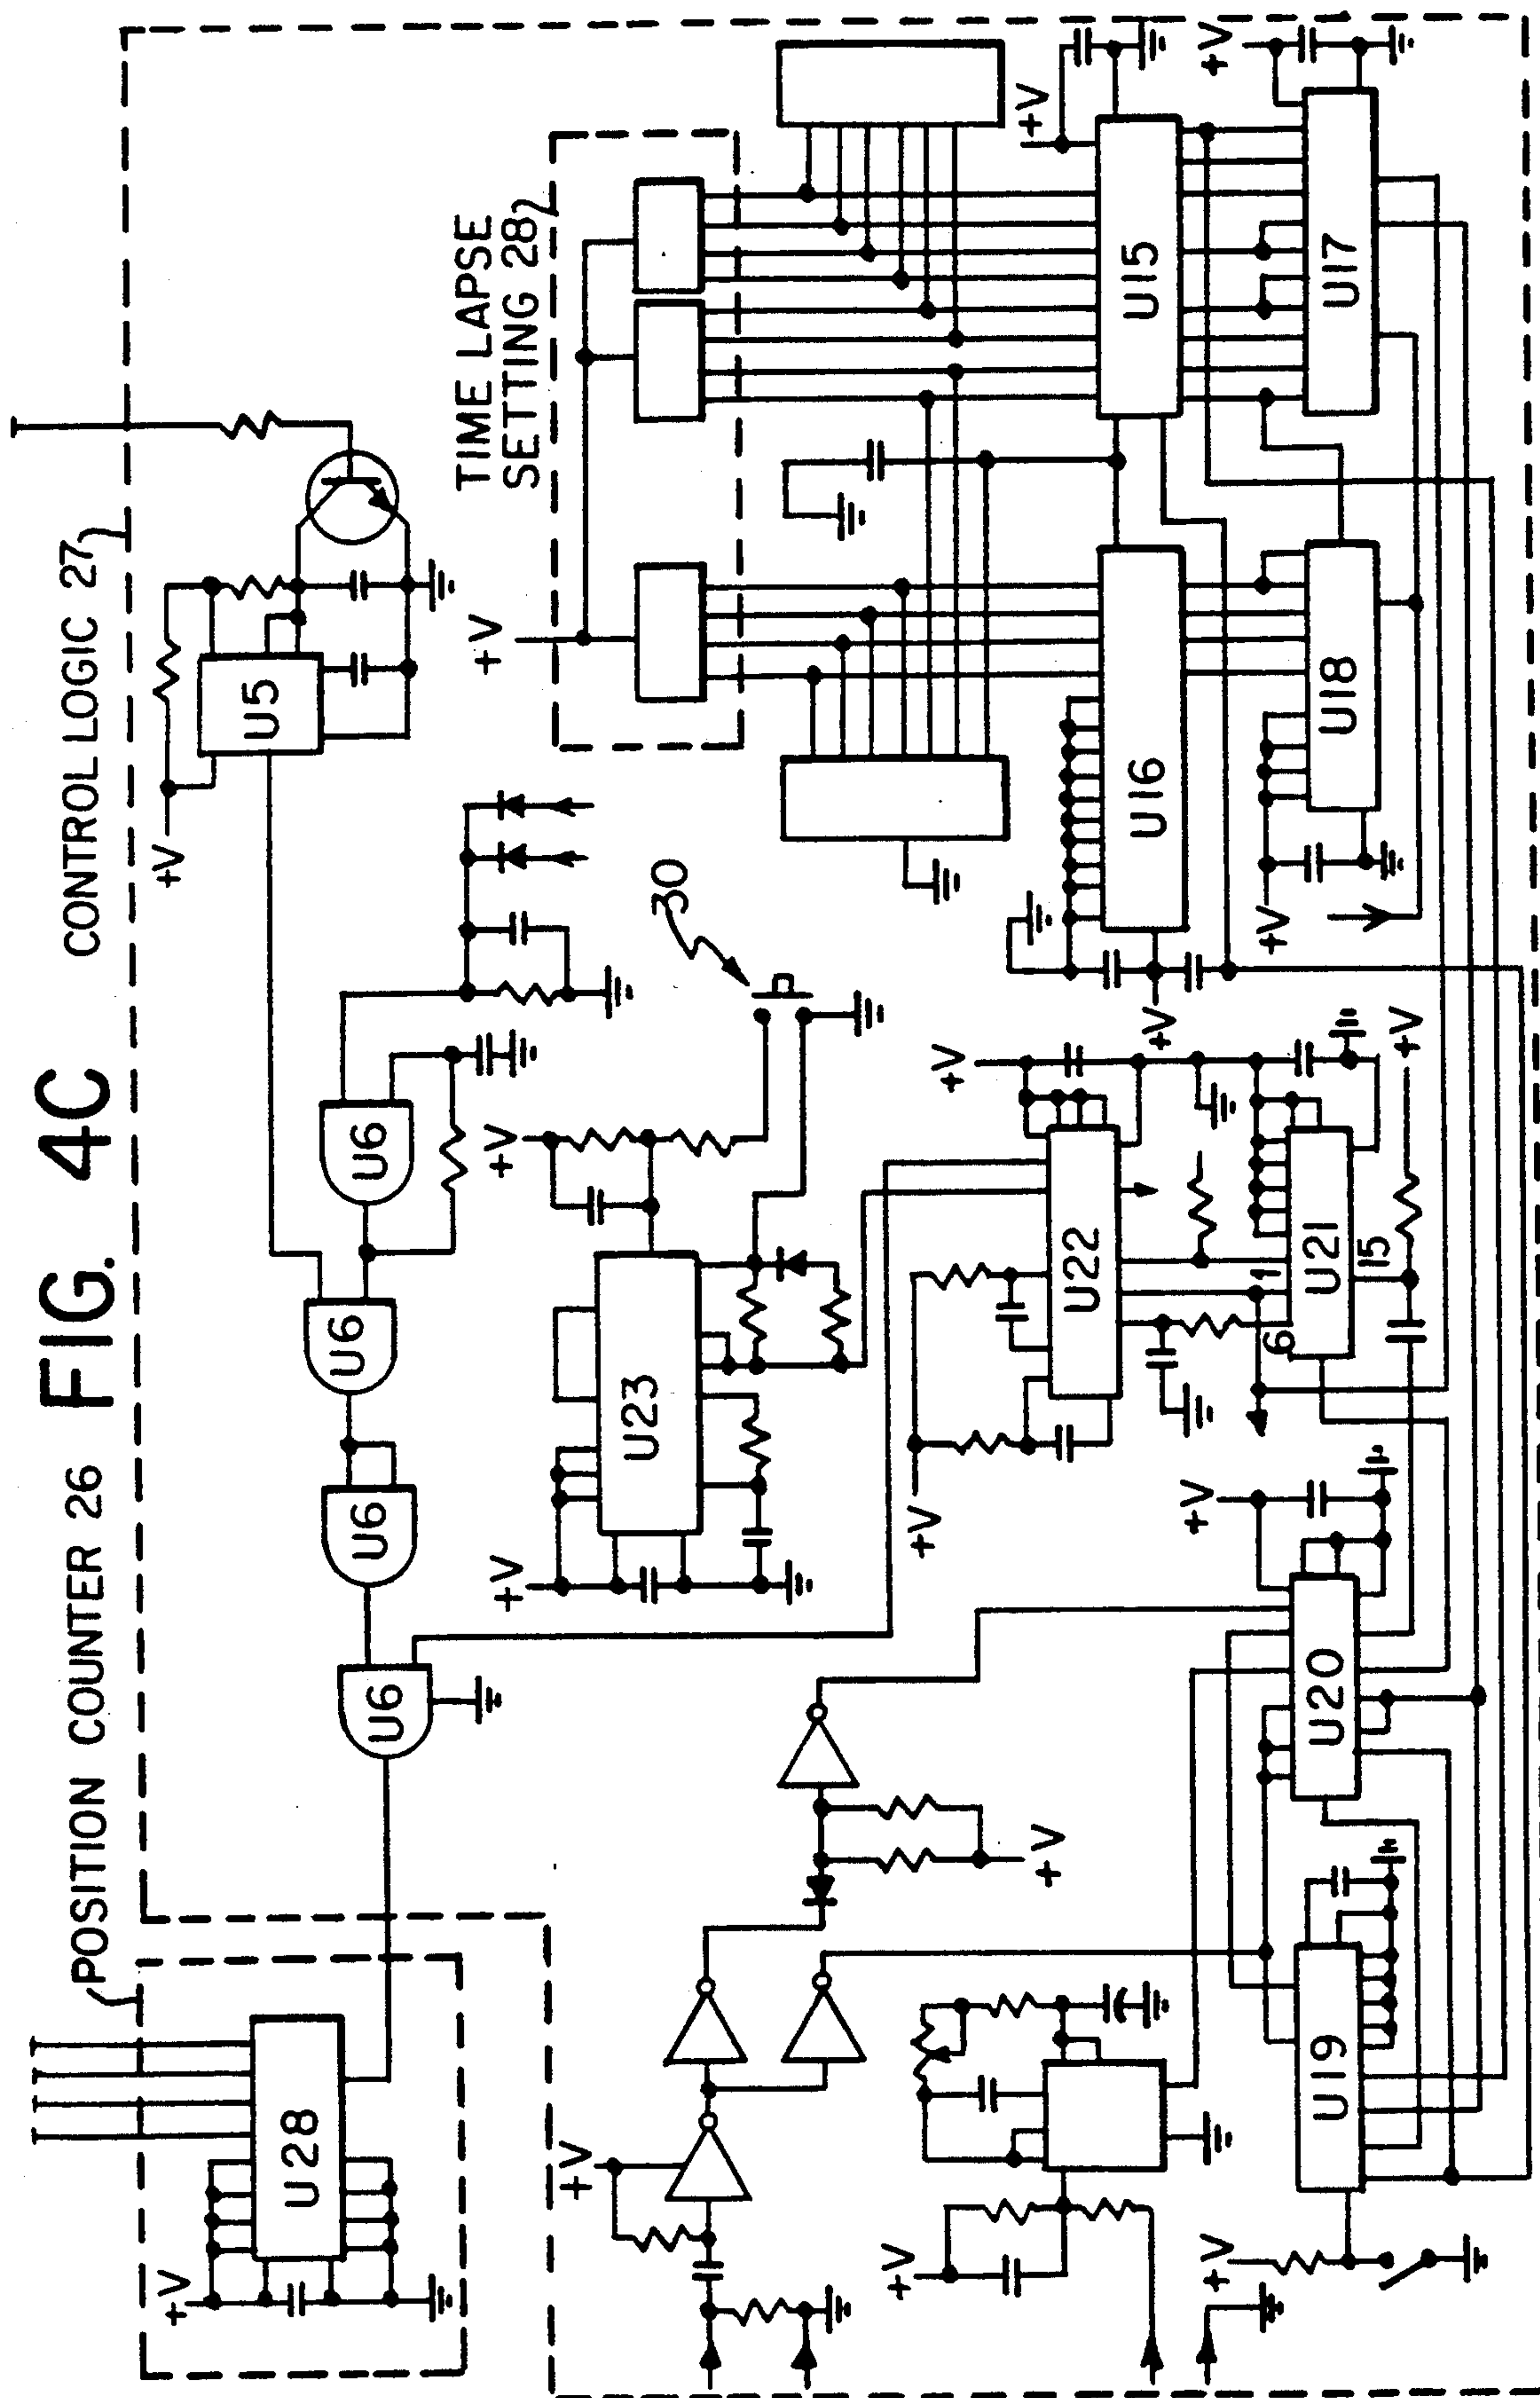 FIG. 4C
POSITION COUNTER 26
CONTROL LOGIC 27
TIME LAPSE
SETTING 28
+V
U28
U6
U6
U6
U6
U5
+V
+V
+V
U23
+V
30
+V
+V
+V
U22
+V
+V
+V
U20
+V
U21
1
6
15
+V
+V
U19
+V
U16
+V
U18
+V
U15
+V
U17
+V